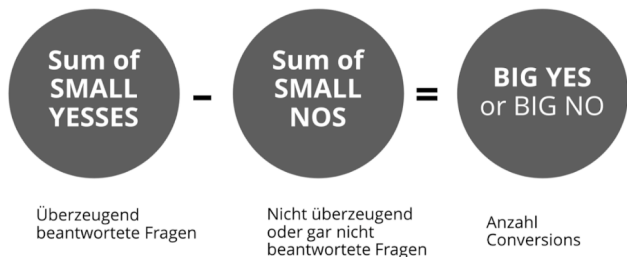 Sum of
SMALL
YESSES
–
Sum of
SMALL
NOS
=
BIG YES
or BIG NO
Überzeugend
beantwortete Fragen
Nicht überzeugend
oder gar nicht
beantwortete Fragen
Anzahl
Conversions